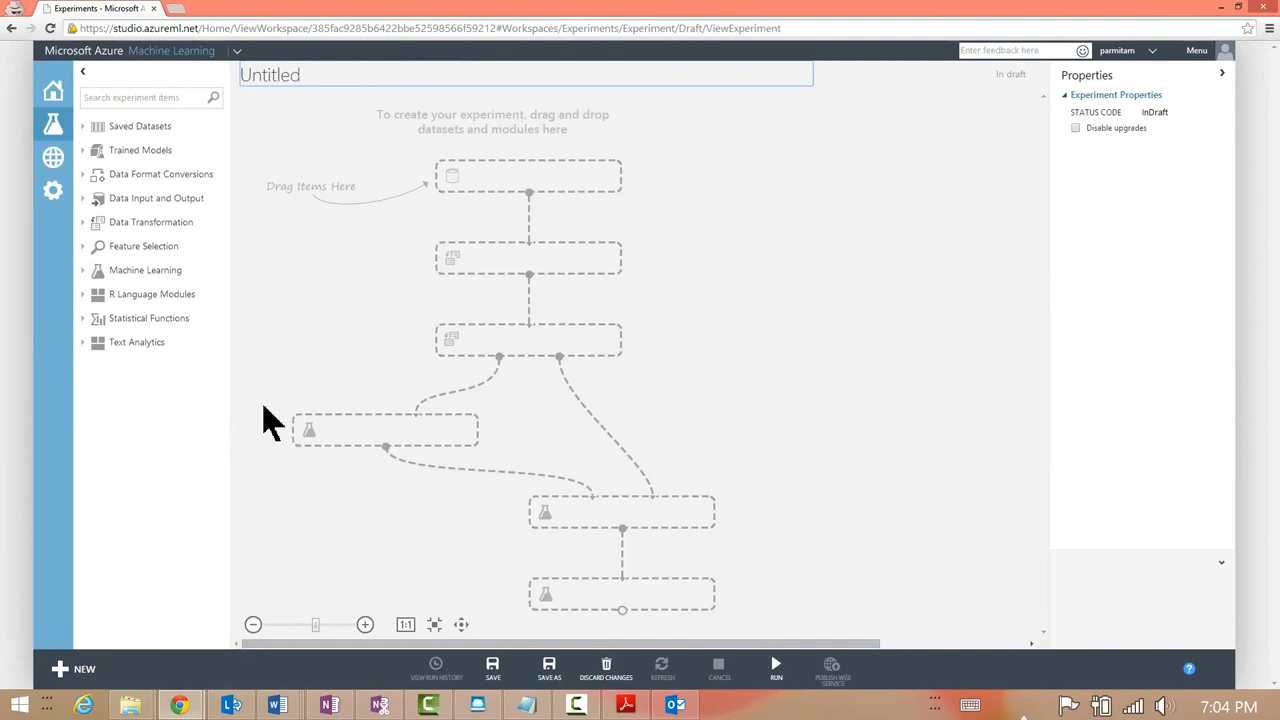 Experiments - Microsoft A
https://studio.azureml.net/Home/ViewWorkspace/385fac9285b6422bbe52598566f59212#Workspaces/Experiments/Experiment/Draft/ViewExperiment
Microsoft Azure Machine Learning
Enter feedback here
parmitam
Menu
Untitled
In draft
Properties
Search experiment items
Experiment Properties
STATUS CODE InDraft
Disable upgrades
To create your experiment, drag and drop
datasets and modules here
Drag Items Here
Saved Datasets
Trained Models
Data Format Conversions
Data Input and Output
Data Transformation
Feature Selection
Machine Learning
R Language Modules
Statistical Functions
Text Analytics
1:1
NEW
VIEW RUN HISTORY
SAVE
SAVE AS
DISCARD CHANGES
REFRESH
CANCEL
RUN
PUBLISH WEB
SERVICE
7:04 PM